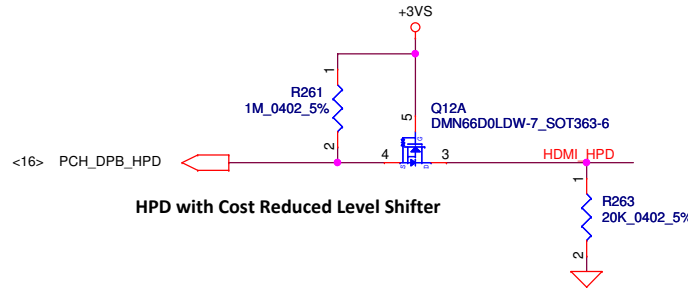 +3VS
1
R261
1M_0402_5%
2
5
Q12A
DMN66D0LDW-7_SOT363-6
G
S
D
<16> PCH_DPB_HPD
4
3
HDMI_HPD
HPD with Cost Reduced Level Shifter
1
R263
20K_0402_5%
2